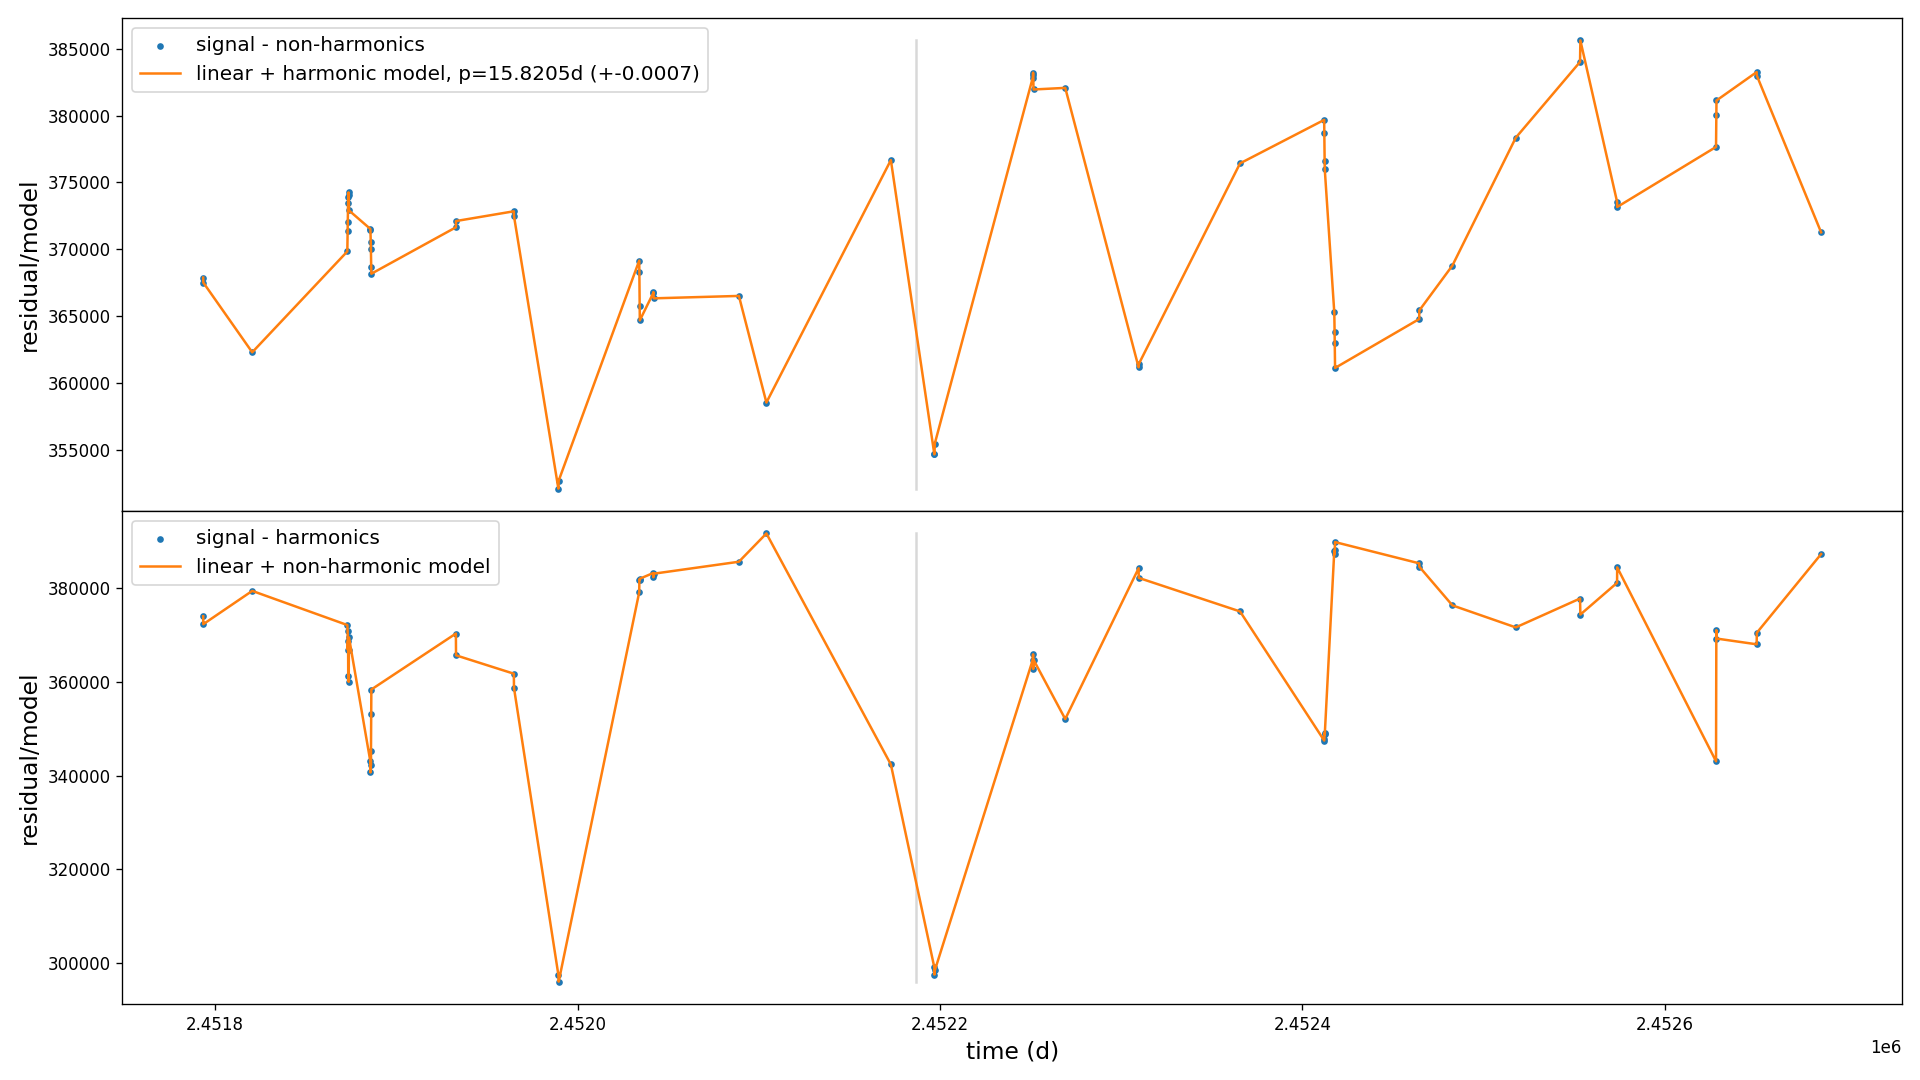 signal - non-harmonics
linear + harmonic model, p=15.8205d (+-0.0007)
385000
380000
375000
370000
365000
360000
355000
residual/model
signal - harmonics
linear + non-harmonic model
380000
360000
340000
320000
300000
residual/model
2.4518 2.4520 2.4522 2.4524 2.4526
time (d)
1e6